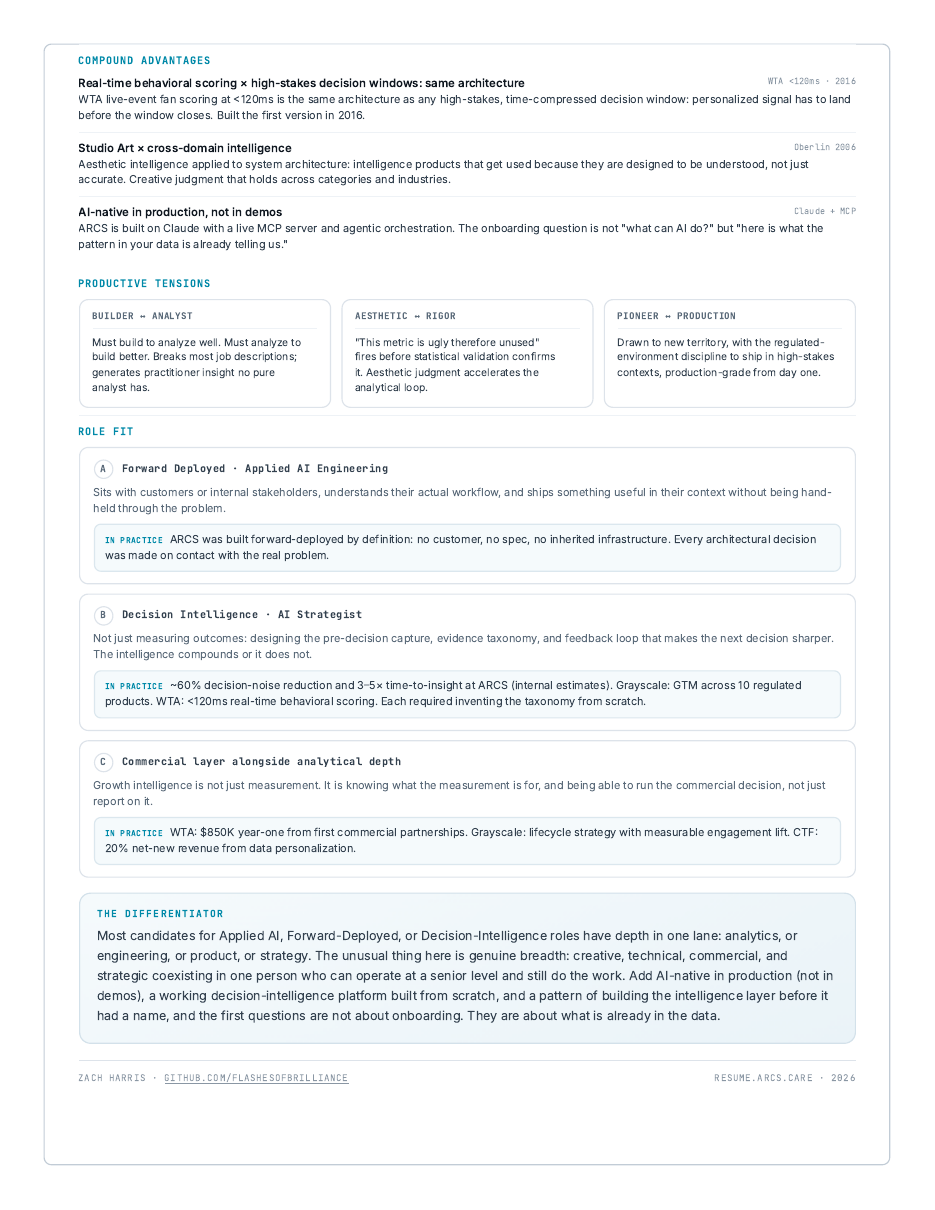 COMPOUND ADVANTAGES
Real-time behavioral scoring × high-stakes decision windows: same architecture
WTA <120ms · 2016
WTA live-event fan scoring at <120ms is the same architecture as any high-stakes, time-compressed decision window: personalized signal has to land
before the window closes. Built the first version in 2016.
Studio Art × cross-domain intelligence
Oberlin 2006
Aesthetic intelligence applied to system architecture: intelligence products that get used because they are designed to be understood, not just
accurate. Creative judgment that holds across categories and industries.
AI-native in production, not in demos
Claude + MCP
ARCS is built on Claude with a live MCP server and agentic orchestration. The onboarding question is not "what can AI do?" but "here is what the
pattern in your data is already telling us."
PRODUCTIVE TENSIONS
BUILDER ↔ ANALYST
Must build to analyze well. Must analyze to
build better. Breaks most job descriptions;
generates practitioner insight no pure
analyst has.
AESTHETIC ↔ RIGOR
"This metric is ugly therefore unused"
fires before statistical validation confirms
it. Aesthetic judgment accelerates the
analytical loop.
PIONEER ↔ PRODUCTION
Drawn to new territory, with the regulated-
environment discipline to ship in high-stakes
contexts, production-grade from day one.
ROLE FIT
A Forward Deployed · Applied AI Engineering
Sits with customers or internal stakeholders, understands their actual workflow, and ships something useful in their context without being hand-
held through the problem.
IN PRACTICE ARCS was built forward-deployed by definition: no customer, no spec, no inherited infrastructure. Every architectural decision
was made on contact with the real problem.
B Decision Intelligence · AI Strategist
Not just measuring outcomes: designing the pre-decision capture, evidence taxonomy, and feedback loop that makes the next decision sharper.
The intelligence compounds or it does not.
IN PRACTICE ~60% decision-noise reduction and 3–5× time-to-insight at ARCS (internal estimates). Grayscale: GTM across 10 regulated
products. WTA: <120ms real-time behavioral scoring. Each required inventing the taxonomy from scratch.
C Commercial layer alongside analytical depth
Growth intelligence is not just measurement. It is knowing what the measurement is for, and being able to run the commercial decision, not just
report on it.
IN PRACTICE WTA: $850K year-one from first commercial partnerships. Grayscale: lifecycle strategy with measurable engagement lift. CTF:
20% net-new revenue from data personalization.
THE DIFFERENTIATOR
Most candidates for Applied AI, Forward-Deployed, or Decision-Intelligence roles have depth in one lane: analytics, or
engineering, or product, or strategy. The unusual thing here is genuine breadth: creative, technical, commercial, and
strategic coexisting in one person who can operate at a senior level and still do the work. Add AI-native in production (not in
demos), a working decision-intelligence platform built from scratch, and a pattern of building the intelligence layer before it
had a name, and the first questions are not about onboarding. They are about what is already in the data.
ZACH HARRIS · GITHUB.COM/FLASHESOFBRILLIANCE
RESUME.ARCS.CARE · 2026